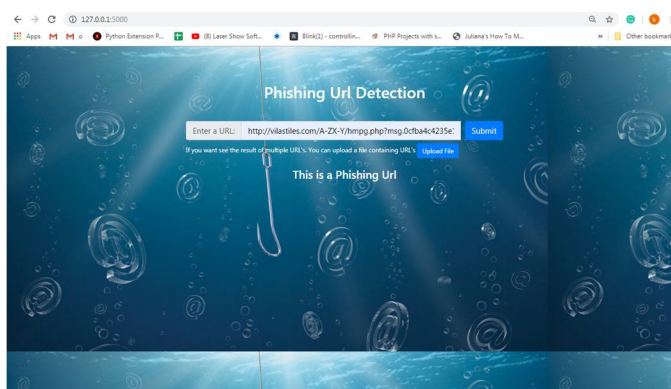 127.0.0.1:5000
Apps M M o Python Extension P... (8) Laser Show Soft... Blink(1) - controllin... PHP Projects with s... Juliana's How To M... » Other bookmark
Phishing Url Detection
Enter a URL: http://vilastiles.com/A-ZX-Y/hmpg.php?msg.0cfba4c4235e Submit
If you want see the result of multiple URL's. You can upload a file containing URL's Upload File
This is a Phishing Url